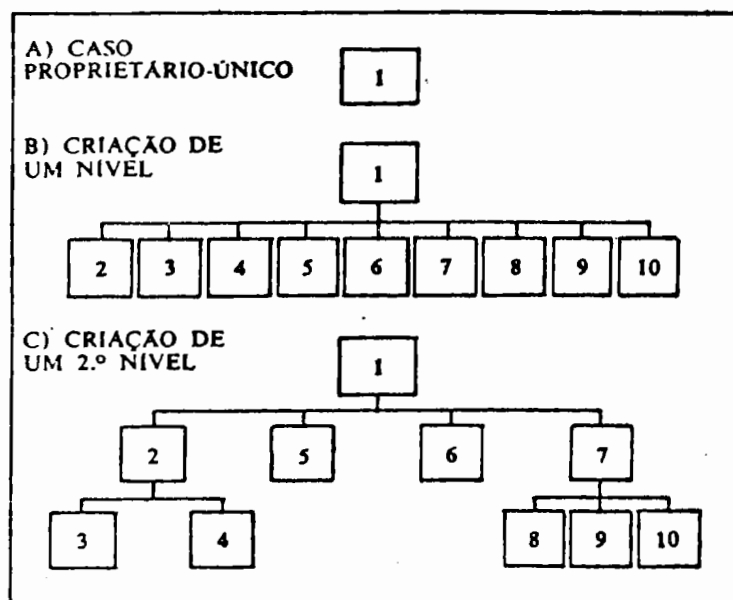 A) CASO
PROPRIETÁRIO-ÚNICO
1
B) CRIAÇÃO DE
UM NÍVEL
1
2 3 4 5 6 7 8 9 10
C) CRIAÇÃO DE
UM 2.º NÍVEL
1
2 5 6 7
3 4 8 9 10